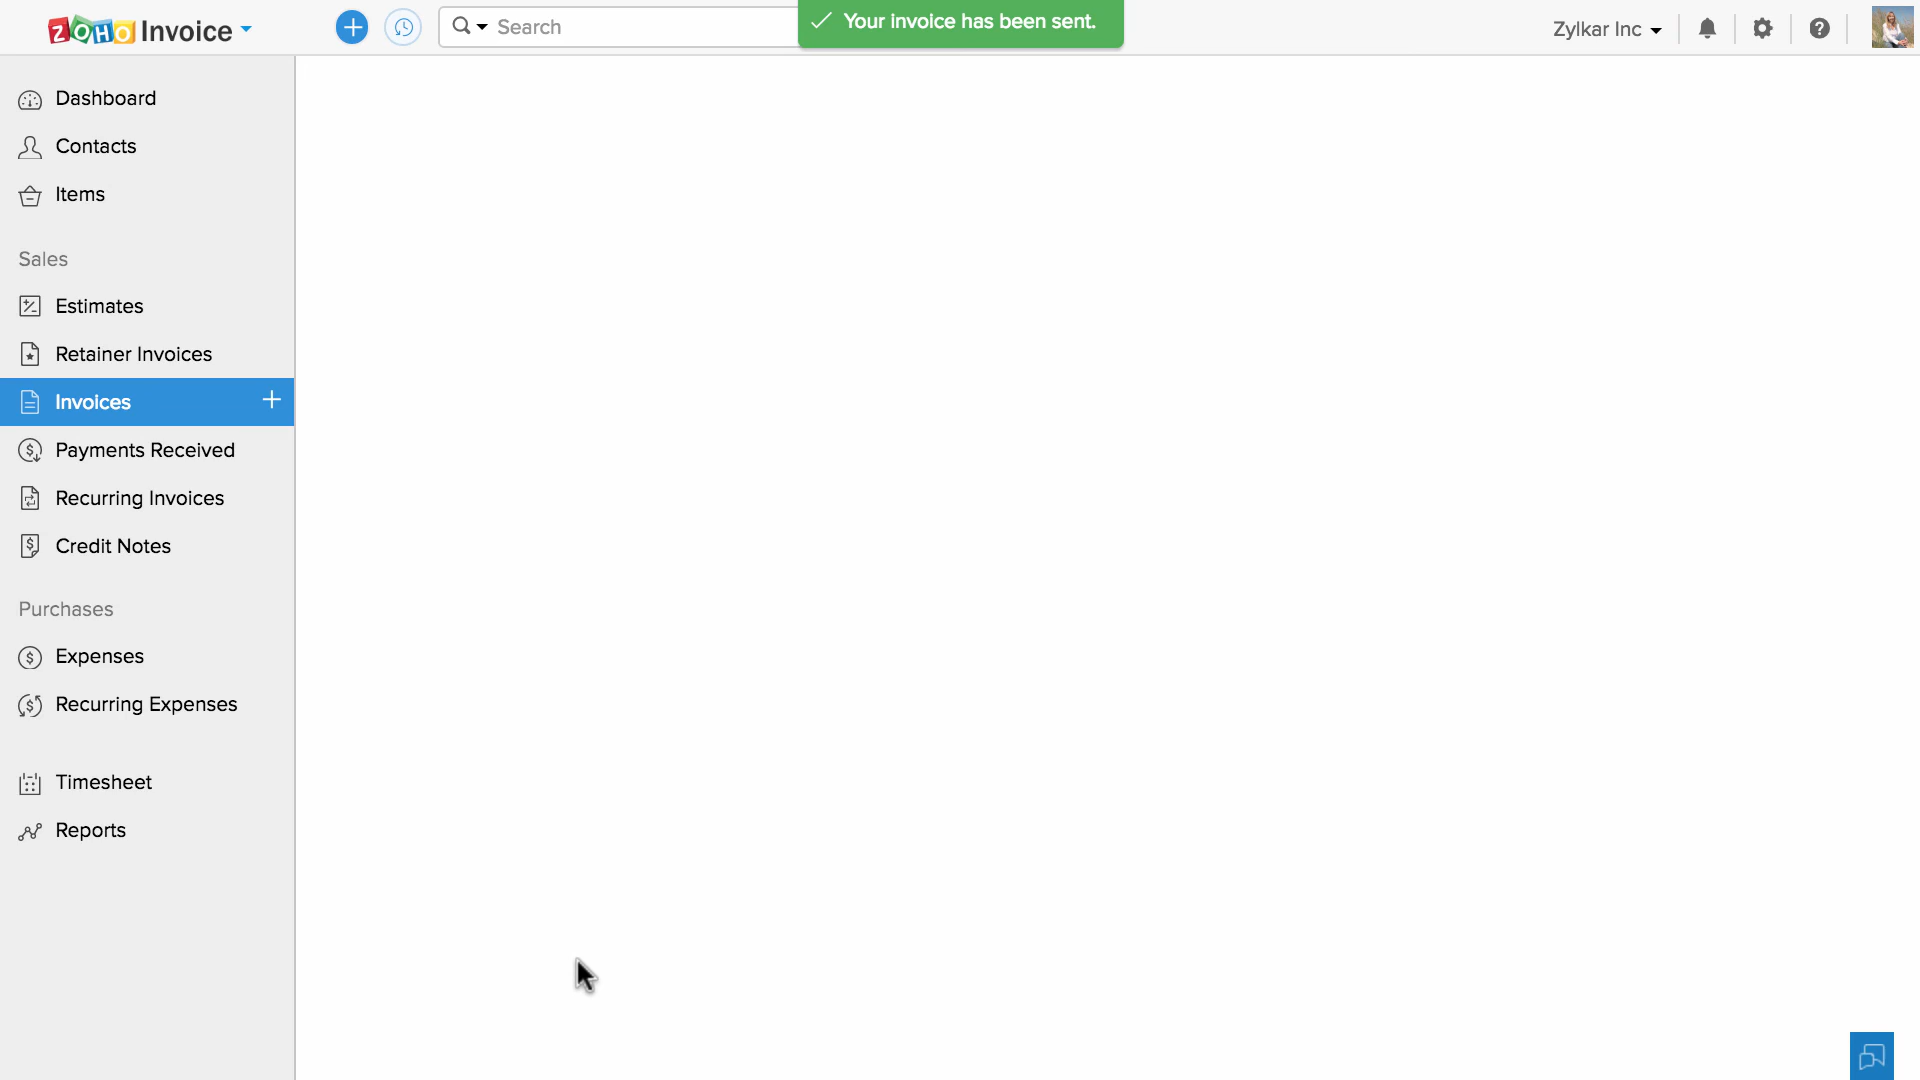 ZOHO Invoice
Search
Your invoice has been sent.
Zylkar Inc
Dashboard
Contacts
Items
Sales
Estimates
Retainer Invoices
Invoices
Payments Received
Recurring Invoices
Credit Notes
Purchases
Expenses
Recurring Expenses
Timesheet
Reports